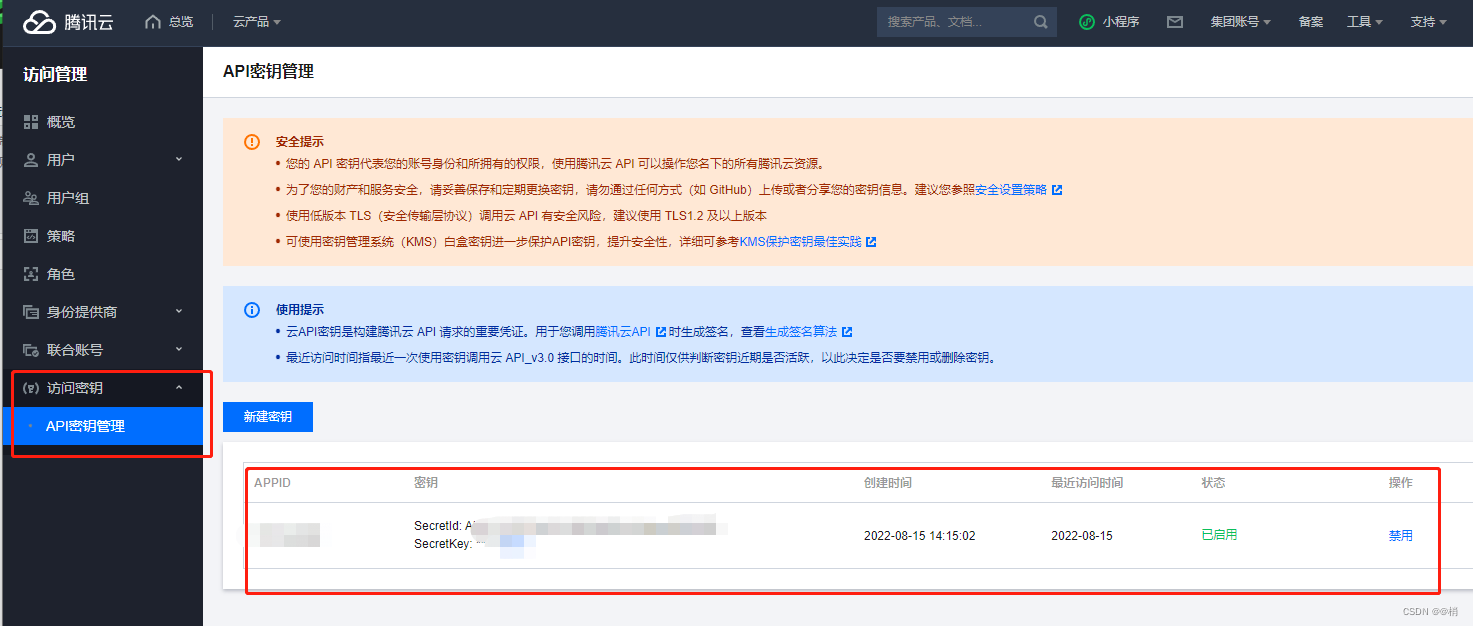 腾讯云
总览
云产品
搜索产品、文档...
小程序
集团账号
备案
工具
支持
访问管理
概览
用户
用户组
策略
角色
身份提供商
联合账号
访问密钥
API密钥管理
API密钥管理
安全提示
• 您的 API 密钥代表您的账号身份和所拥有的权限，使用腾讯云 API 可以操作您名下的所有腾讯云资源。
• 为了您的财产和服务安全，请妥善保存和定期更换密钥，请勿通过任何方式（如 GitHub）上传或者分享您的密钥信息。建议您参照安全设置策略
• 使用低版本 TLS（安全传输层协议）调用云 API 有安全风险，建议使用 TLS1.2 及以上版本
• 可使用密钥管理系统（KMS）白盒密钥进一步保护API密钥，提升安全性，详细可参考KMS保护密钥最佳实践
使用提示
• 云API密钥是构建腾讯云 API 请求的重要凭证。用于您调用腾讯云API 时生成签名，查看生成签名算法
• 最近访问时间指最近一次使用密钥调用云 API_v3.0 接口的时间。此时间仅供判断密钥近期是否活跃，以此决定是否要禁用或删除密钥。
新建密钥
APPID 密钥 创建时间 最近访问时间 状态 操作
SecretId: A
SecretKey:
2022-08-15 14:15:02 2022-08-15 已启用 禁用
CSDN @@梢